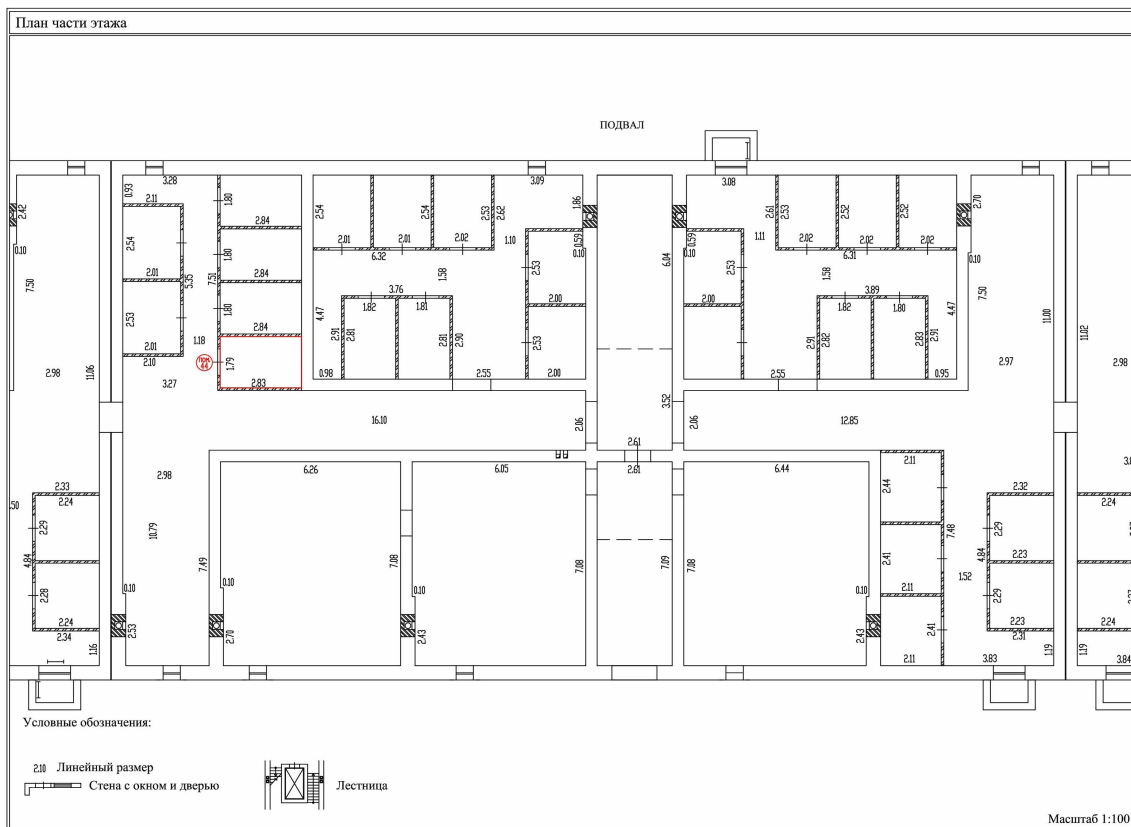 План части этажа
ПОДВАЛ
3.28 3.09 3.08
0.93 2.11 1.80 2.84 2.54 2.54 2.53 2.62 1.86 2.61 2.53 2.52 2.52 2.70
2.42 0.10 2.54 1.80 2.01 2.01 2.02 1.10 0.59 0.10 6.04 0.59 0.10 1.11 2.02 2.02 2.02 0.10
7.50 2.01 5.35 7.51 2.84 6.32 1.58 2.53 2.53 1.58 6.31 7.50
2.53 1.80 2.84 4.47 3.76 1.82 1.81 2.00 2.00 3.89 1.80 4.47 11.00 11.02
2.01 1.18 2.91 2.81 2.81 2.90 2.53 2.91 2.82 2.83 2.91
2.98 11.06 2.10 3.27 пом. 44 1.79 2.83 0.98 2.55 2.00 2.55 0.95 2.97 2.98
16.10 2.06 3.52 2.06 12.85
2.61
2.98 6.26 6.05 2.61 6.44 2.11
2.33 2.24 2.44 2.32 2.24
2.29 10.79 7.48 2.29
4.84 7.49 7.08 7.08 7.09 7.08 2.41 4.84 2.23
2.28 0.10 0.10 0.10 0.10 2.11 1.52 2.29
2.24 2.34 2.53 2.70 2.43 2.43 2.41 2.23 2.31 2.24
1.16 2.11 3.83 1.19 1.19 3.84
Условные обозначения:
2.10 Линейный размер
Стена с окном и дверью
Лестница
Масштаб 1:100